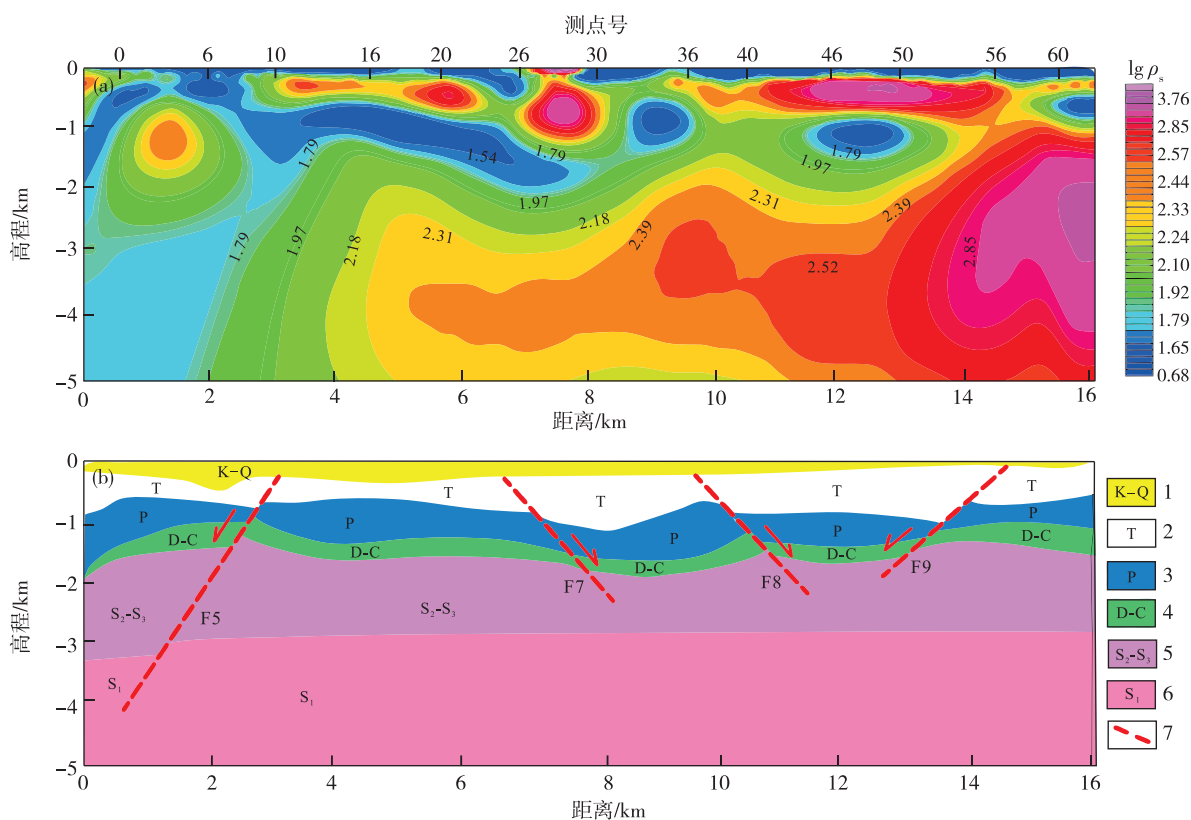 测点号
0 6 10 16 20 26 30 36 40 46 50 56 60
(a)
lg ρs
高程/km
0
−1
−2
−3
−4
−5
1.79 1.54 1.79 1.79
1.97 1.97
2.31 2.18 2.31 2.39
1.79 1.97 2.18 2.31 2.39 2.52 2.85
3.76
2.85
2.57
2.44
2.31
2.24
2.10
1.92
1.79
1.65
0.68
0 2 4 6 8 10 12 14 16
距离/km
(b)
高程/km
0
−1
−2
−3
−4
−5
K−Q
T T T T
P P P P P
D-C D-C D-C D-C D-C
F5 F7 F8 F9
S₂-S₃ S₂-S₃
S₁ S₁
K−Q 1
T 2
P 3
D-C 4
S₂-S₃ 5
S₁ 6
7
0 2 4 6 8 10 12 14 16
距离/km